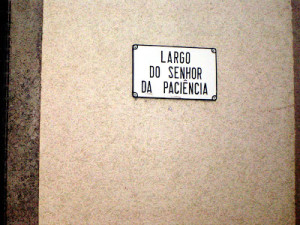 LARGO
DO SENHOR
DA PACIÊNCIA